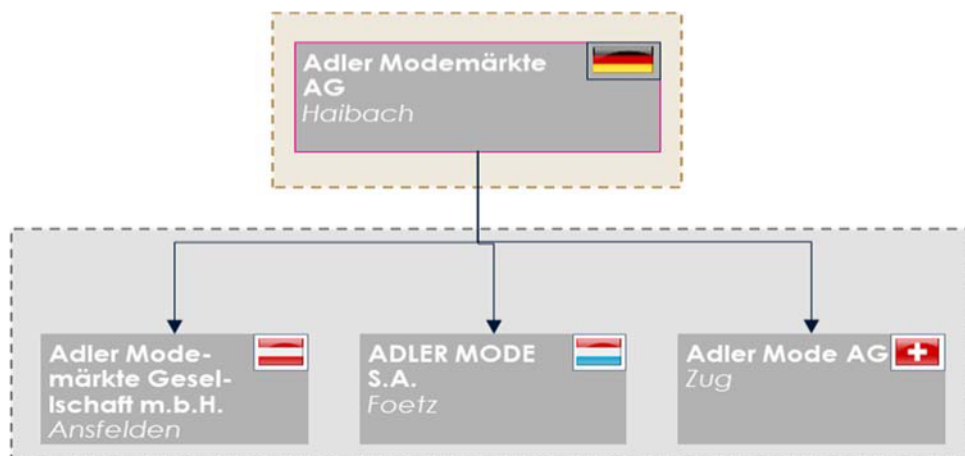 Adler Modemärkte
AG
Haibach
Adler Mode-
märkte Gesel-
lschaft m.b.H.
Ansfelden
ADLER MODE
S.A.
Foetz
Adler Mode AG
Zug